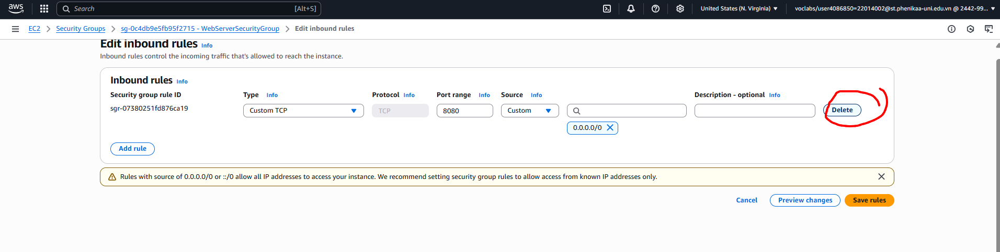 aws Search [Alt+S] United States (N. Virginia) voclabs/user4086850=22014002@st.phenikaa-uni.edu.vn @ 2442-99...
EC2 Security Groups sg-0c4db9e5fb95f2715 - WebServerSecurityGroup Edit inbound rules
Edit inbound rules Info
Inbound rules control the incoming traffic that's allowed to reach the instance.
Inbound rules Info
Security group rule ID Type Info Protocol Info Port range Info Source Info Description - optional Info
sgr-07380251fd876ca19 Custom TCP TCP 8080 Custom Delete
0.0.0.0/0
Add rule
Rules with source of 0.0.0.0/0 or ::/0 allow all IP addresses to access your instance. We recommend setting security group rules to allow access from known IP addresses only.
Cancel Preview changes Save rules